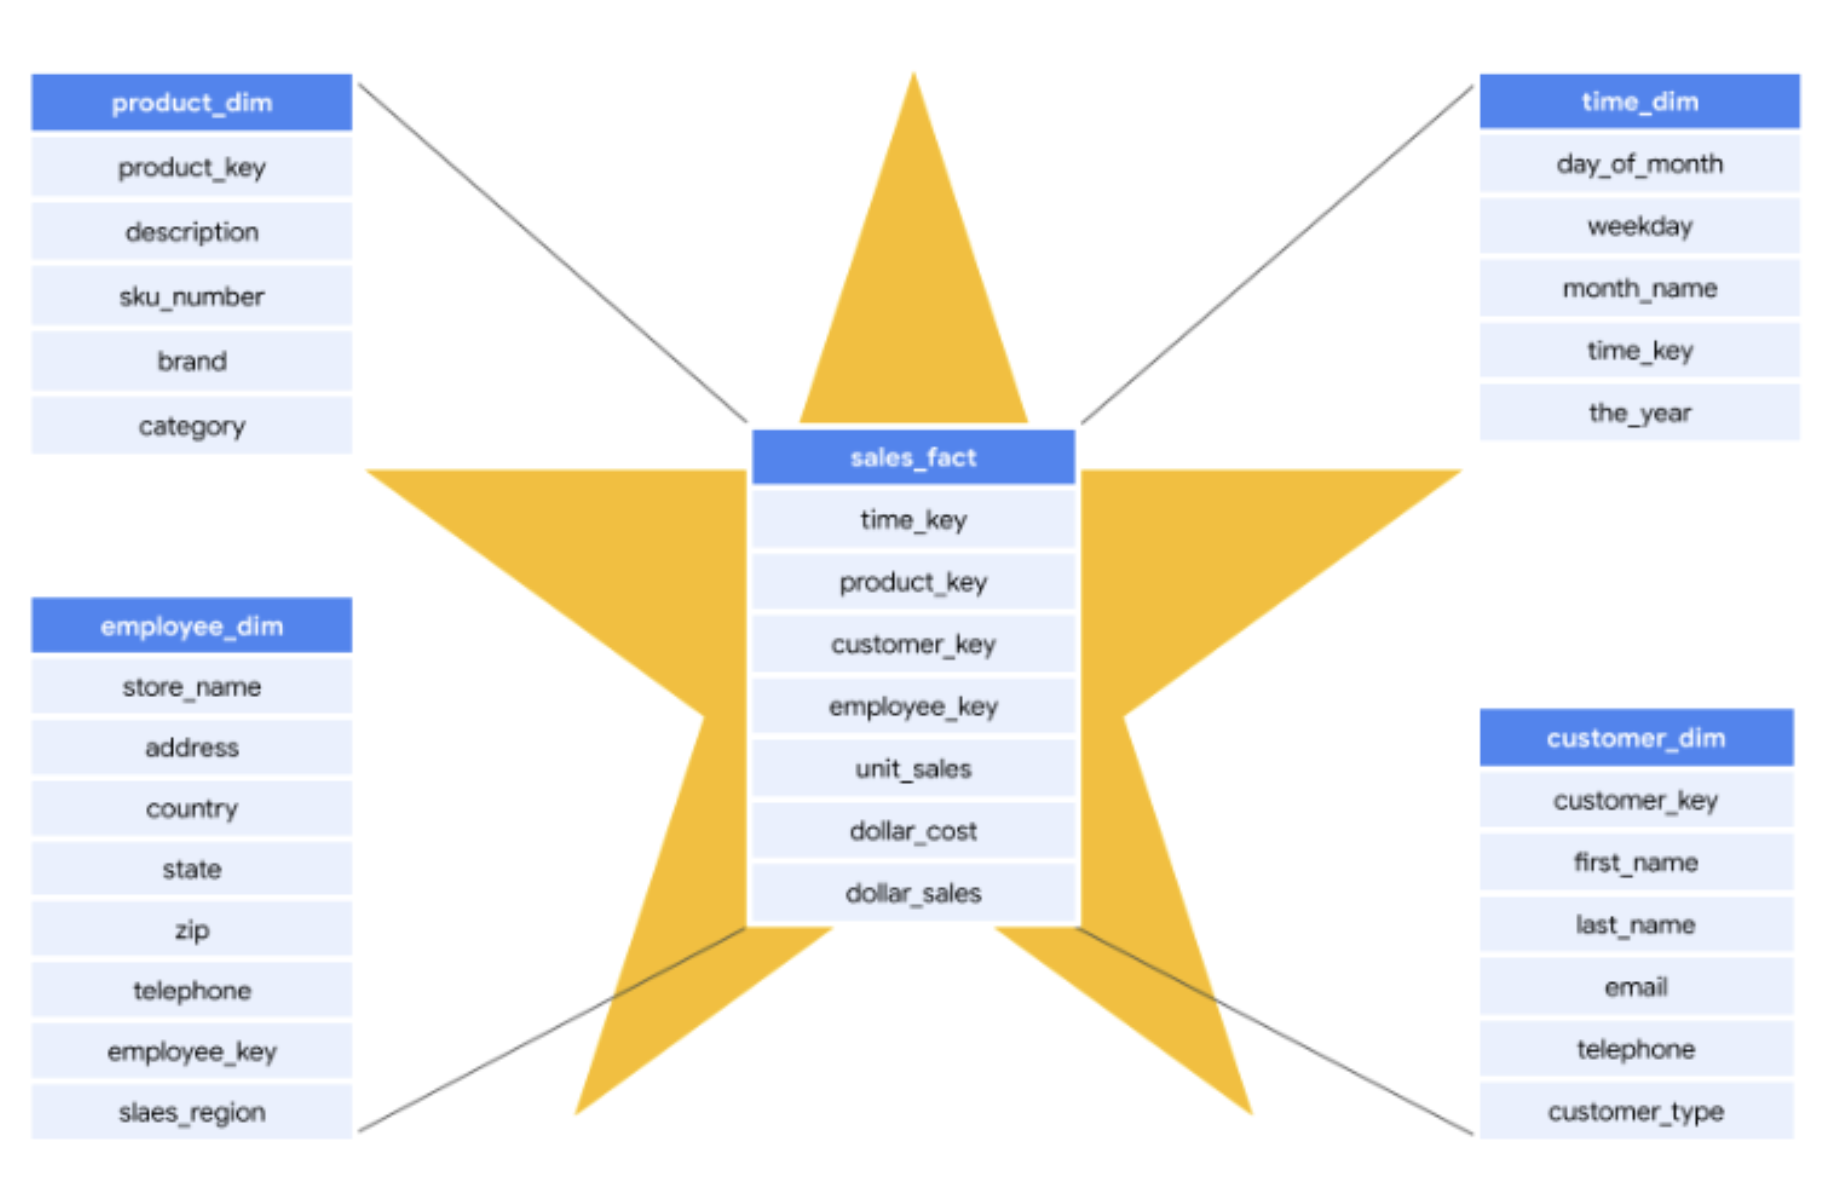 product_dim
product_key
description
sku_number
brand
category
time_dim
day_of_month
weekday
month_name
time_key
the_year
sales_fact
time_key
product_key
customer_key
employee_key
unit_sales
dollar_cost
dollar_sales
employee_dim
store_name
address
country
state
zip
telephone
employee_key
slaes_region
customer_dim
customer_key
first_name
last_name
email
telephone
customer_type